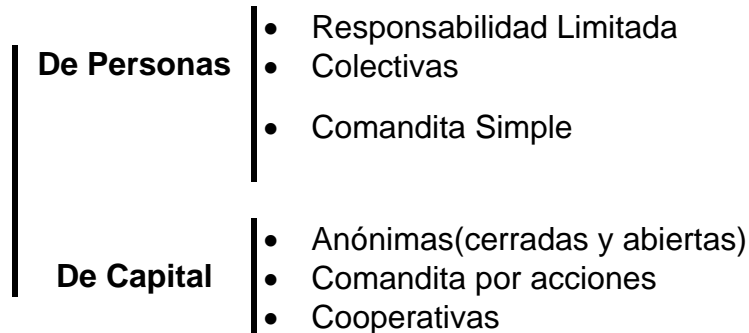 • Responsabilidad Limitada
De Personas • Colectivas
• Comandita Simple
• Anónimas(cerradas y abiertas)
De Capital • Comandita por acciones
• Cooperativas